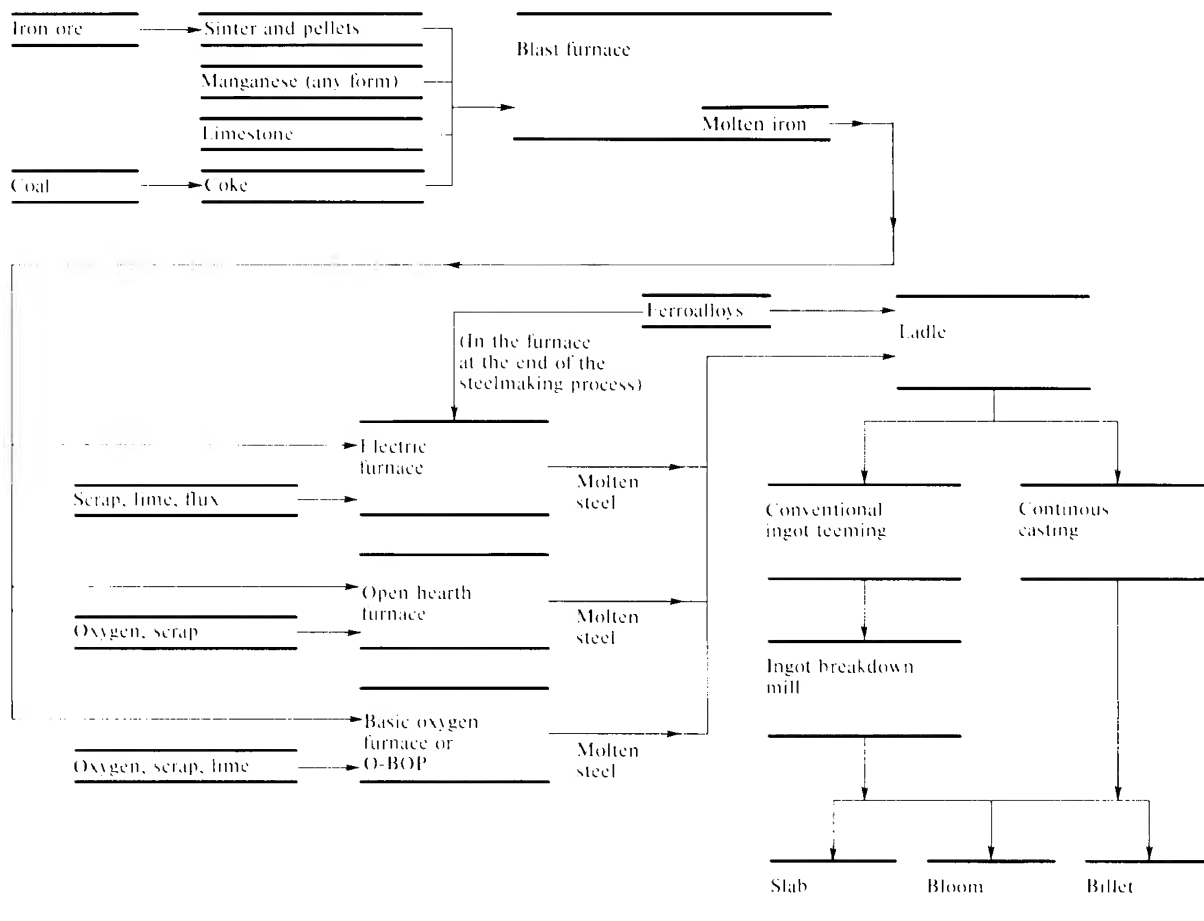 Iron ore
Sinter and pellets
Blast furnace
Manganese (any form)
Limestone
Molten iron
Coal
Coke
Ferroalloys
Ladle
(In the furnace
at the end of the
steelmaking process)
Electric
furnace
Molten
steel
Scrap, lime, flux
Conventional
ingot teeming
Continous
casting
Open hearth
furnace
Molten
steel
Oxygen, scrap
Ingot breakdown
mill
Basic oxygen
furnace or
O-BOP
Molten
steel
Oxygen, scrap, lime
Slab
Bloom
Billet